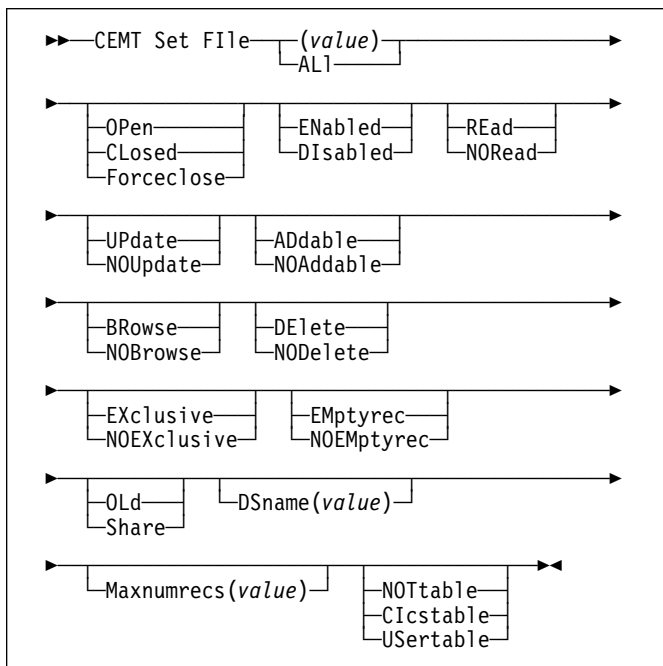 CEMT Set FIle (value)
ALl
OPen ENabled REad
CLosed DIsabled NORead
Forceclose
UPdate ADdable
NOUpdate NOAddable
BRowse DElete
NOBrowse NODelete
EXclusive EMptyrec
NOEXclusive NOEMptyrec
OLd DSname(value)
Share
Maxnumrecs(value) NOTtable
CIcstable
USertable